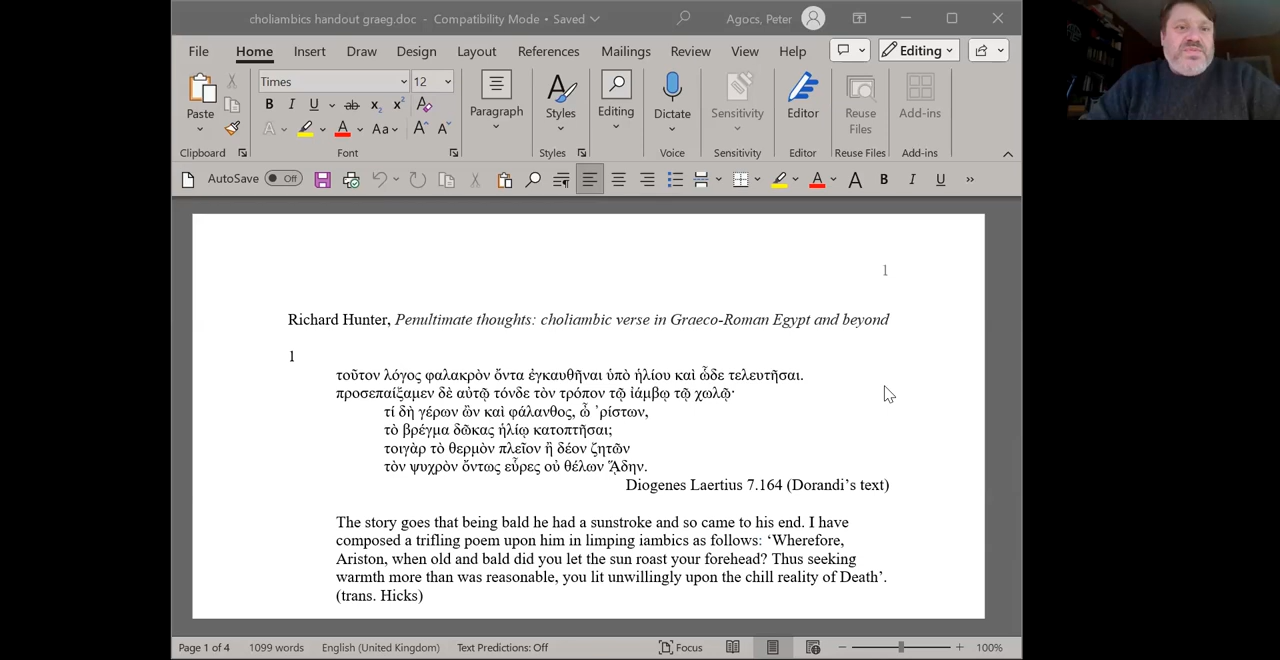 choliambics handout graeg.doc - Compatibility Mode • Saved
Agocs, Peter
File Home Insert Draw Design Layout References Mailings Review View Help
Editing
Times 12
Paste
B I U ab x₂ x²
A A Aa A A
Paragraph
Styles
Editing
Dictate
Sensitivity
Editor
Reuse Files
Add-ins
Clipboard Font Styles Voice Sensitivity Editor Reuse Files Add-ins
AutoSave Off A A B I U »
1
Richard Hunter, Penultimate thoughts: choliambic verse in Graeco-Roman Egypt and beyond
1
τοῦτον λόγος φαλακρὸν ὄντα ἐγκαυθῆναι ὑπὸ ἡλίου καὶ ὧδε τελευτῆσαι.
προσεπαίξαμεν δὲ αὐτῷ τόνδε τὸν τρόπον τῷ ἰάμβῳ τῷ χωλῷ·
τί δὴ γέρων ὢν καὶ φάλανθος, ὦ ᾿ρίστων,
τὸ βρέγμα δῶκας ἡλίῳ κατοπτῆσαι;
τοιγὰρ τὸ θερμὸν πλεῖον ἢ δέον ζητῶν
τὸν ψυχρὸν ὄντως εὗρες οὐ θέλων Ἅιδην.
Diogenes Laertius 7.164 (Dorandi’s text)
The story goes that being bald he had a sunstroke and so came to his end. I have
composed a trifling poem upon him in limping iambics as follows: ‘Wherefore,
Ariston, when old and bald did you let the sun roast your forehead? Thus seeking
warmth more than was reasonable, you lit unwillingly upon the chill reality of Death’.
(trans. Hicks)
Page 1 of 4 1099 words English (United Kingdom) Text Predictions: Off Focus 100%